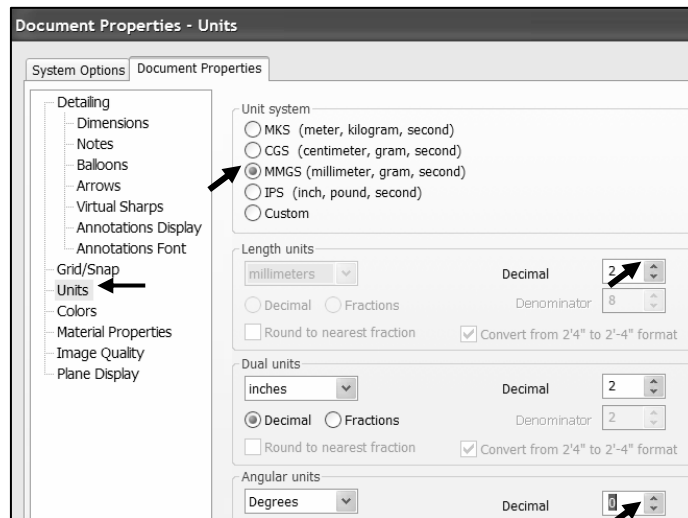 Document Properties - Units
System Options
Document Properties
Detailing
Dimensions
Notes
Balloons
Arrows
Virtual Sharps
Annotations Display
Annotations Font
Grid/Snap
Units
Colors
Material Properties
Image Quality
Plane Display
Unit system
MKS (meter, kilogram, second)
CGS (centimeter, gram, second)
MMGS (millimeter, gram, second)
IPS (inch, pound, second)
Custom
Length units
millimeters Decimal 2
Decimal Fractions Denominator 8
Round to nearest fraction Convert from 2'4" to 2'-4" format
Dual units
inches Decimal 2
Decimal Fractions Denominator 2
Round to nearest fraction Convert from 2'4" to 2'-4" format
Angular units
Degrees Decimal 0